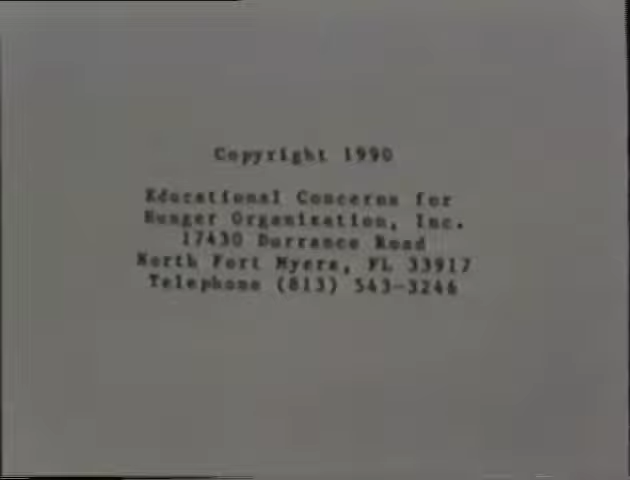 Copyright 1990
Educational Concerns for
Hunger Organization, Inc.
17430 Durrance Road
North Fort Myers, FL 33917
Telephone (813) 543-3246